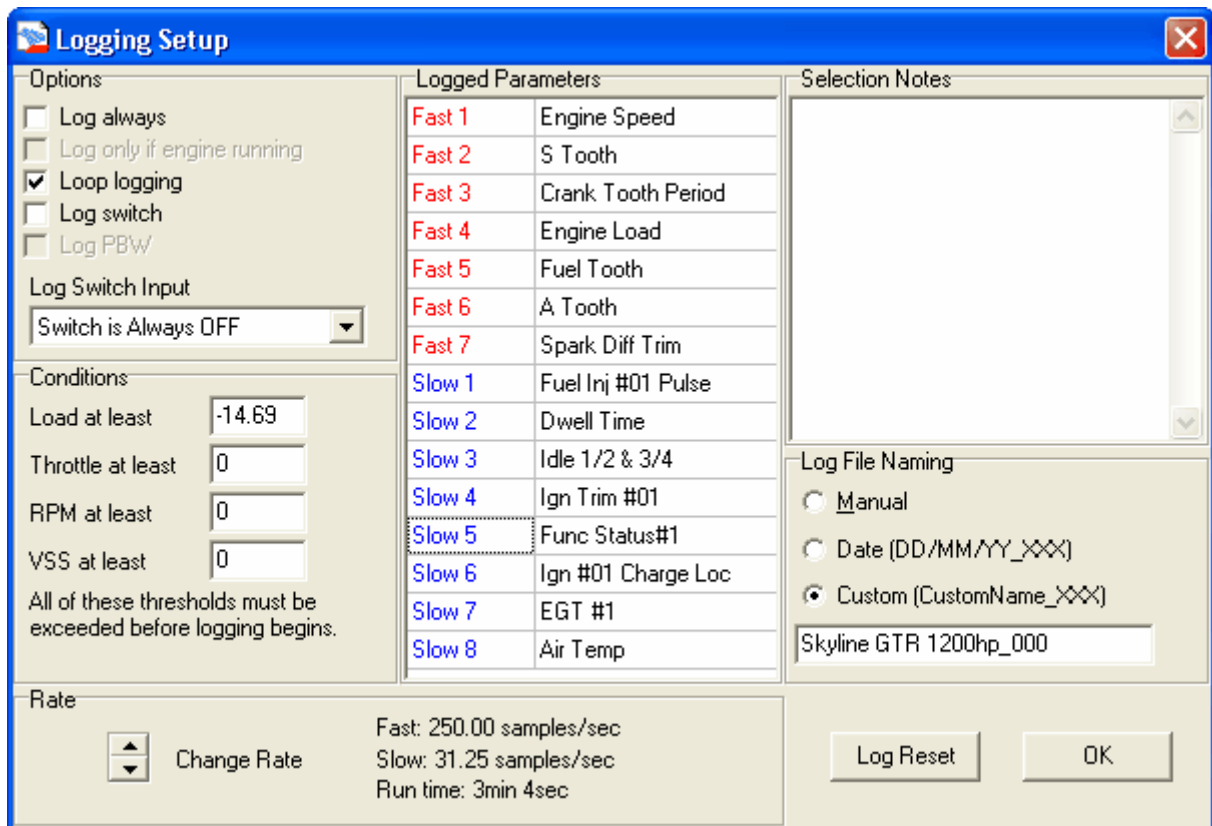 Logging Setup
Options
Log always
Log only if engine running
Loop logging
Log switch
Log PBW
Log Switch Input
Switch is Always OFF
Conditions
Load at least -14.69
Throttle at least 0
RPM at least 0
VSS at least 0
All of these thresholds must be
exceeded before logging begins.
Logged Parameters
Fast 1 Engine Speed
Fast 2 S Tooth
Fast 3 Crank Tooth Period
Fast 4 Engine Load
Fast 5 Fuel Tooth
Fast 6 A Tooth
Fast 7 Spark Diff Trim
Slow 1 Fuel Inj #01 Pulse
Slow 2 Dwell Time
Slow 3 Idle 1/2 & 3/4
Slow 4 Ign Trim #01
Slow 5 Func Status#1
Slow 6 Ign #01 Charge Loc
Slow 7 EGT #1
Slow 8 Air Temp
Selection Notes
Log File Naming
Manual
Date (DD/MM/YY_XXX)
Custom (CustomName_XXX)
Skyline GTR 1200hp_000
Rate
Change Rate
Fast: 250.00 samples/sec
Slow: 31.25 samples/sec
Run time: 3min 4sec
Log Reset
OK